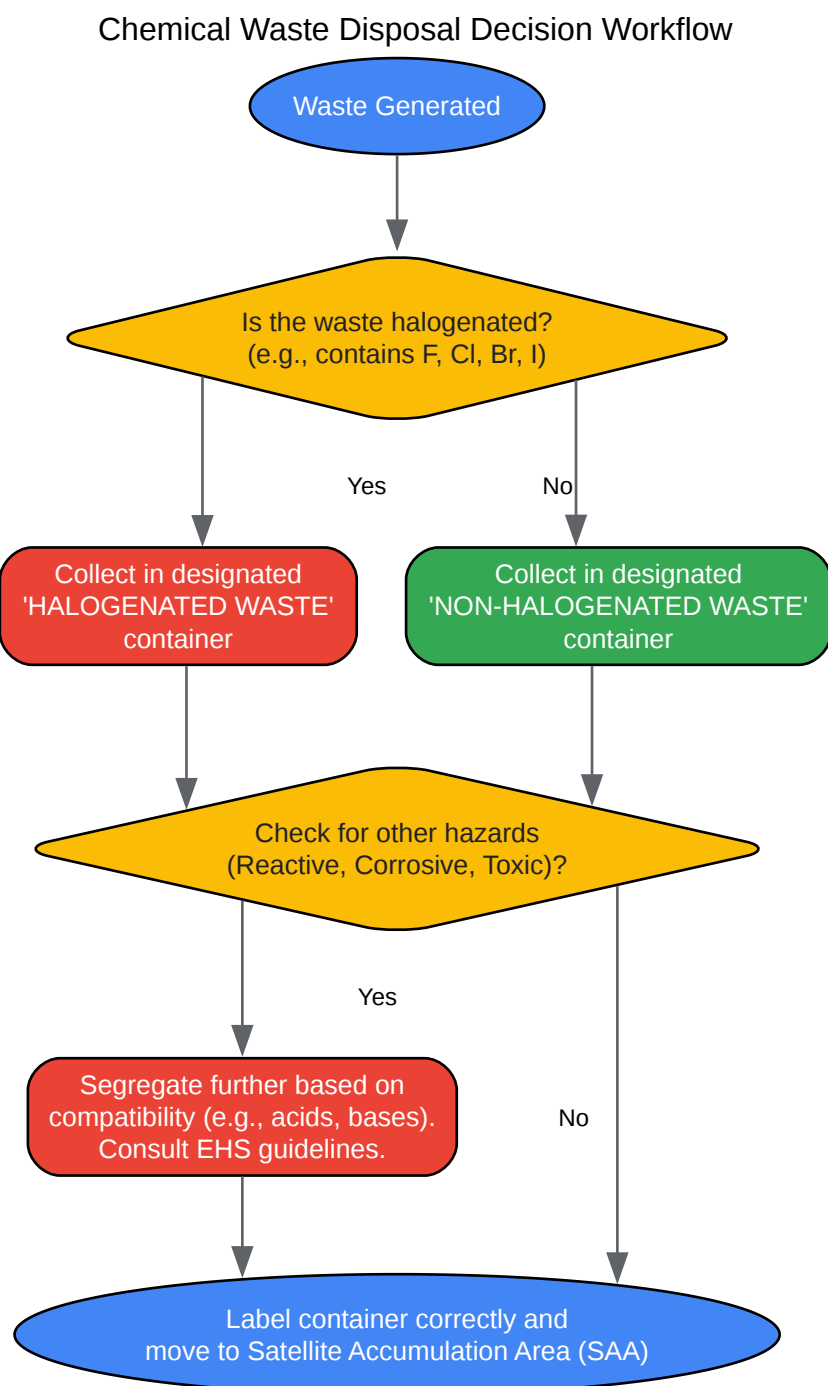 Chemical Waste Disposal Decision Workflow
Waste Generated
Is the waste halogenated?
(e.g., contains F, Cl, Br, I)
Yes
No
Collect in designated
'HALOGENATED WASTE'
container
Collect in designated
'NON-HALOGENATED WASTE'
container
Check for other hazards
(Reactive, Corrosive, Toxic)?
Yes
Segregate further based on
compatibility (e.g., acids, bases).
Consult EHS guidelines.
No
Label container correctly and
move to Satellite Accumulation Area (SAA)